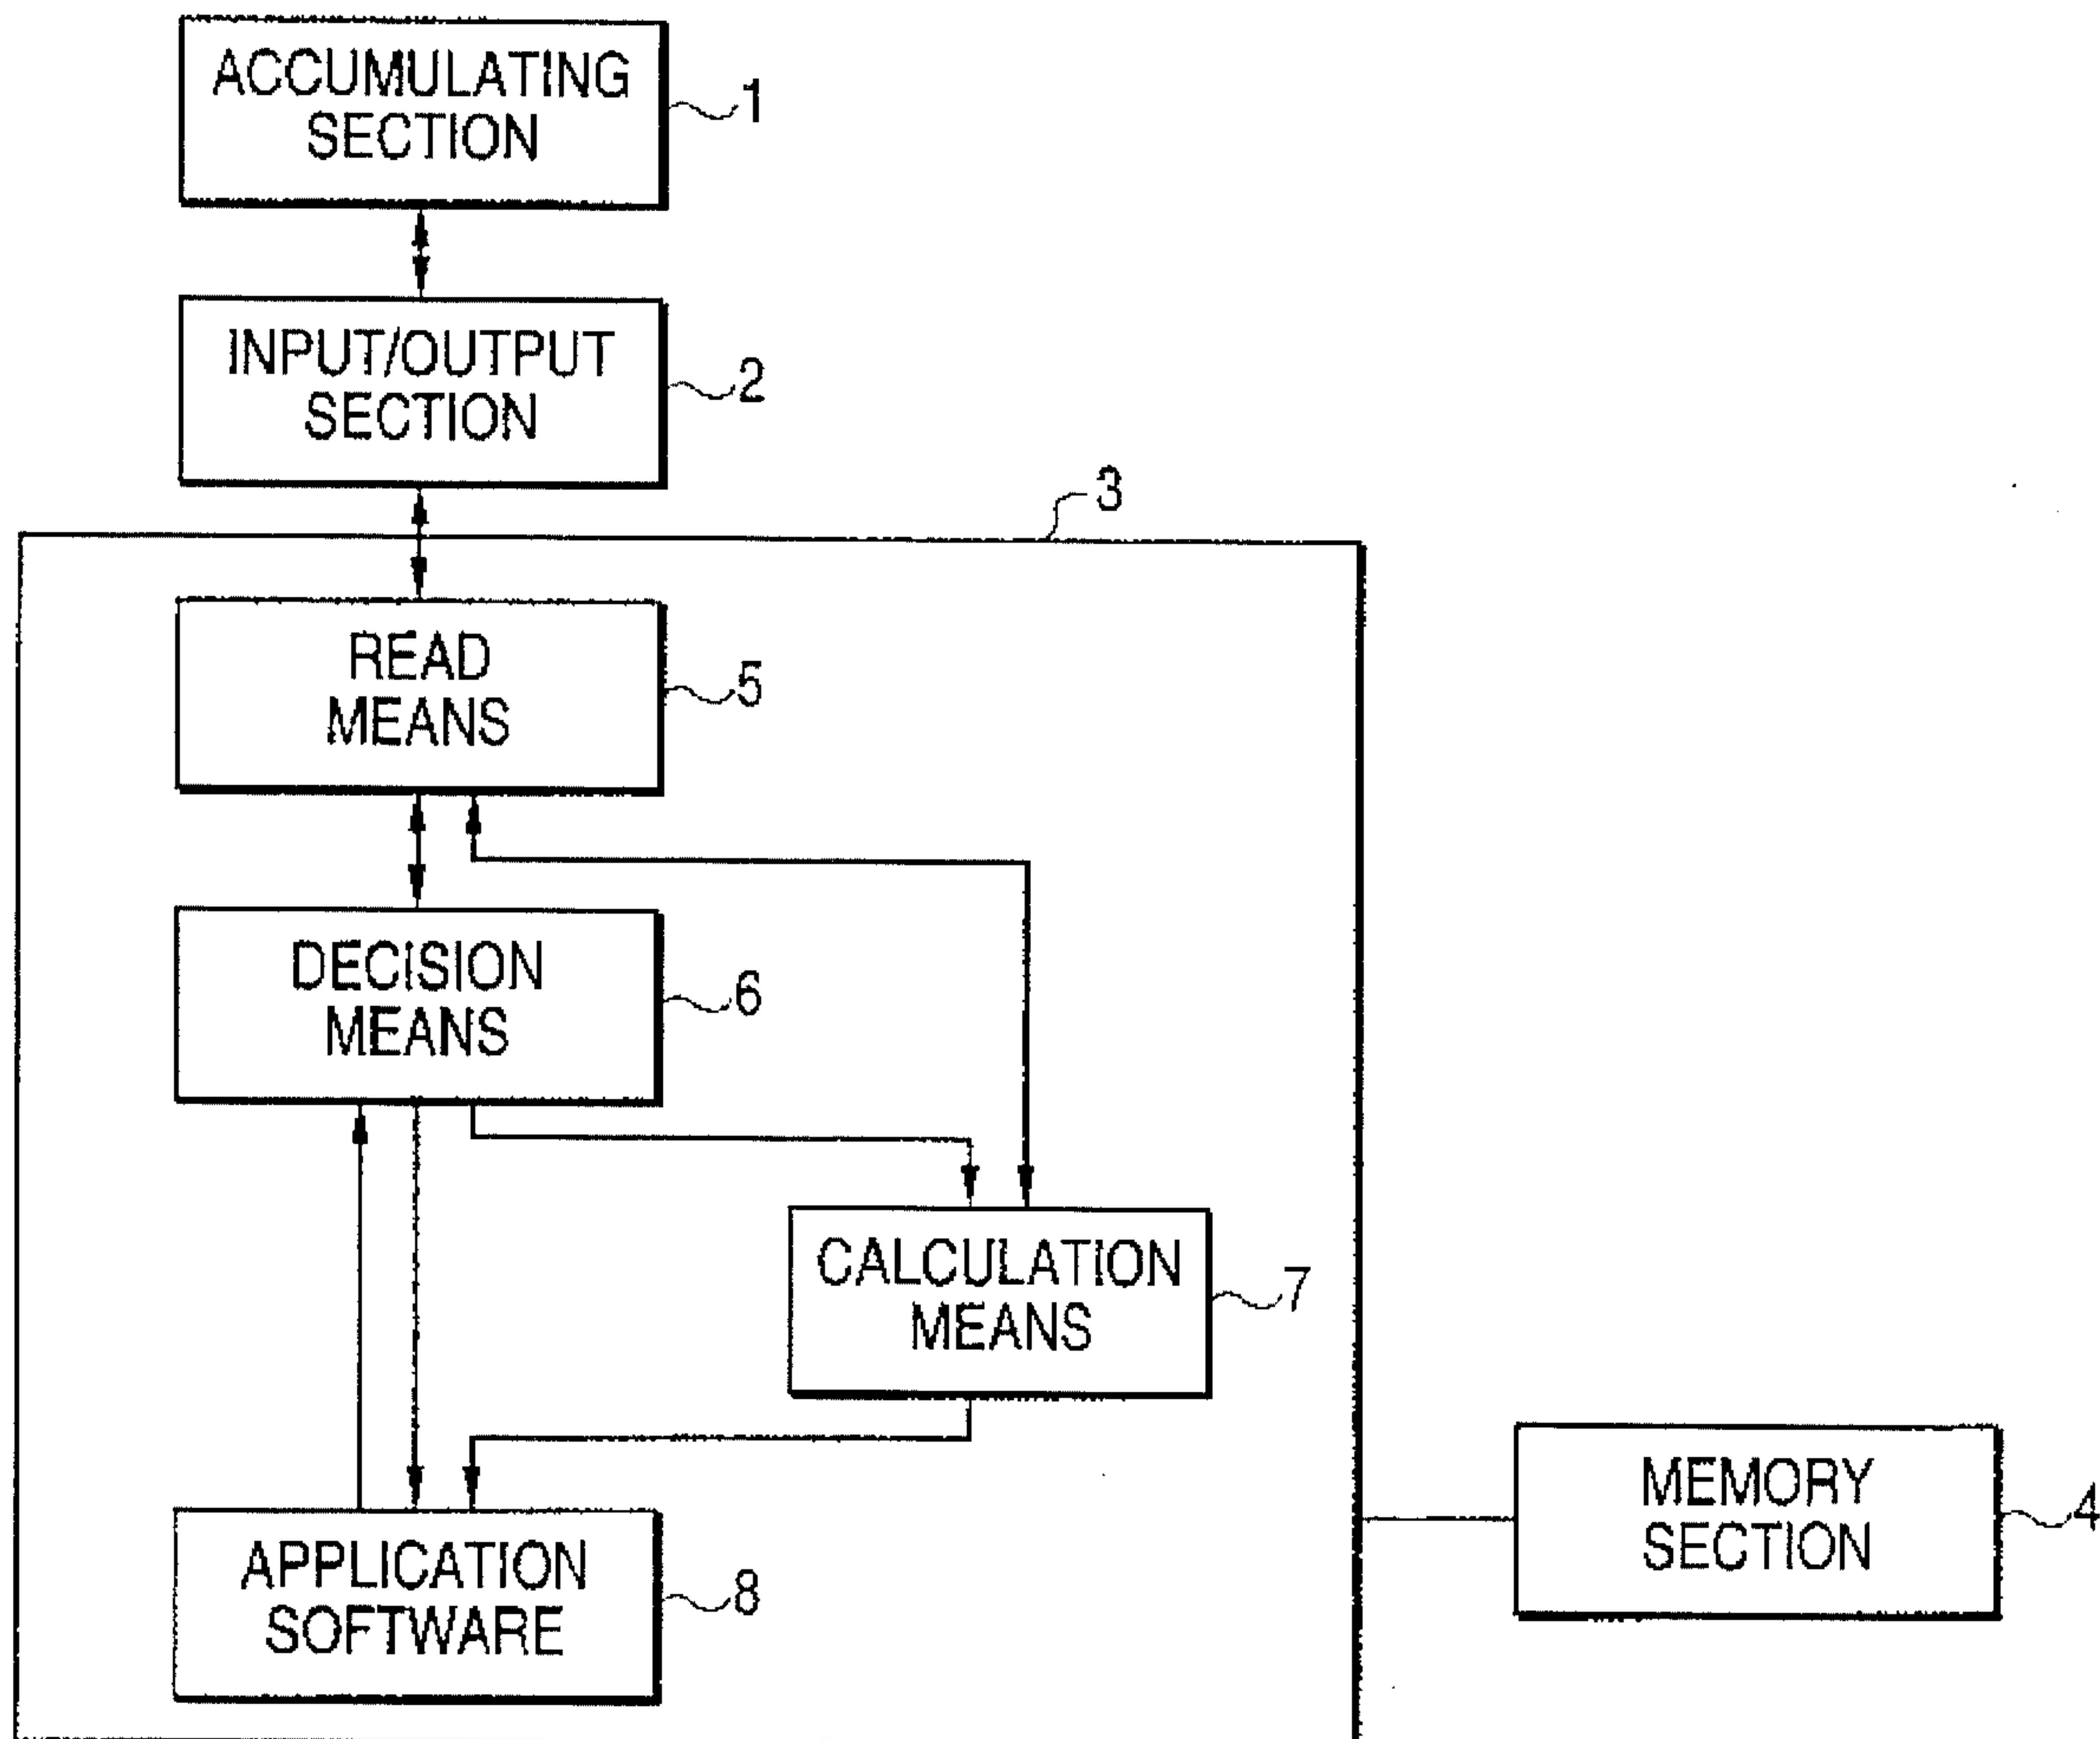 ACCUMULATING
SECTION
1
INPUT/OUTPUT
SECTION
2
3
READ
MEANS
5
DECISION
MEANS
6
CALCULATION
MEANS
7
MEMORY
SECTION
4
APPLICATION
SOFTWARE
8